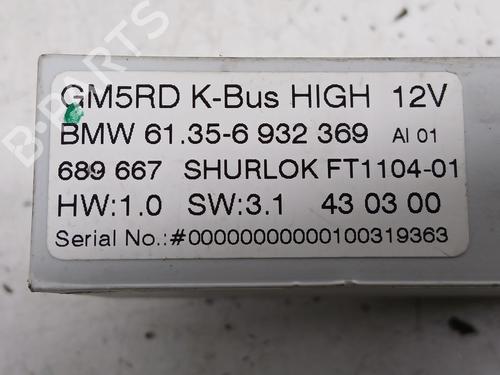 GM5RD K-Bus HIGH 12V
BMW 61.35-6 932 369 AI 01
689 667 SHURLOK FT1104-01
HW:1.0 SW:3.1 43 03 00
Serial No.:#00000000000100319363
B-PARTS